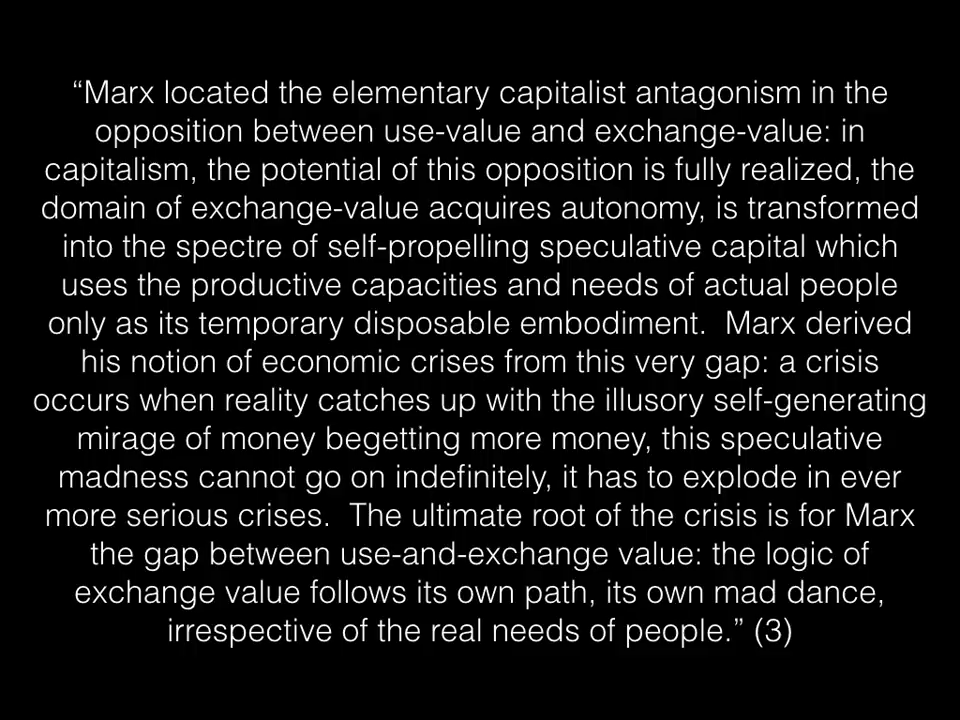 “Marx located the elementary capitalist antagonism in the
opposition between use-value and exchange-value: in
capitalism, the potential of this opposition is fully realized, the
domain of exchange-value acquires autonomy, is transformed
into the spectre of self-propelling speculative capital which
uses the productive capacities and needs of actual people
only as its temporary disposable embodiment.  Marx derived
his notion of economic crises from this very gap: a crisis
occurs when reality catches up with the illusory self-generating
mirage of money begetting more money, this speculative
madness cannot go on indefinitely, it has to explode in ever
more serious crises.  The ultimate root of the crisis is for Marx
the gap between use-and-exchange value: the logic of
exchange value follows its own path, its own mad dance,
irrespective of the real needs of people.” (3)